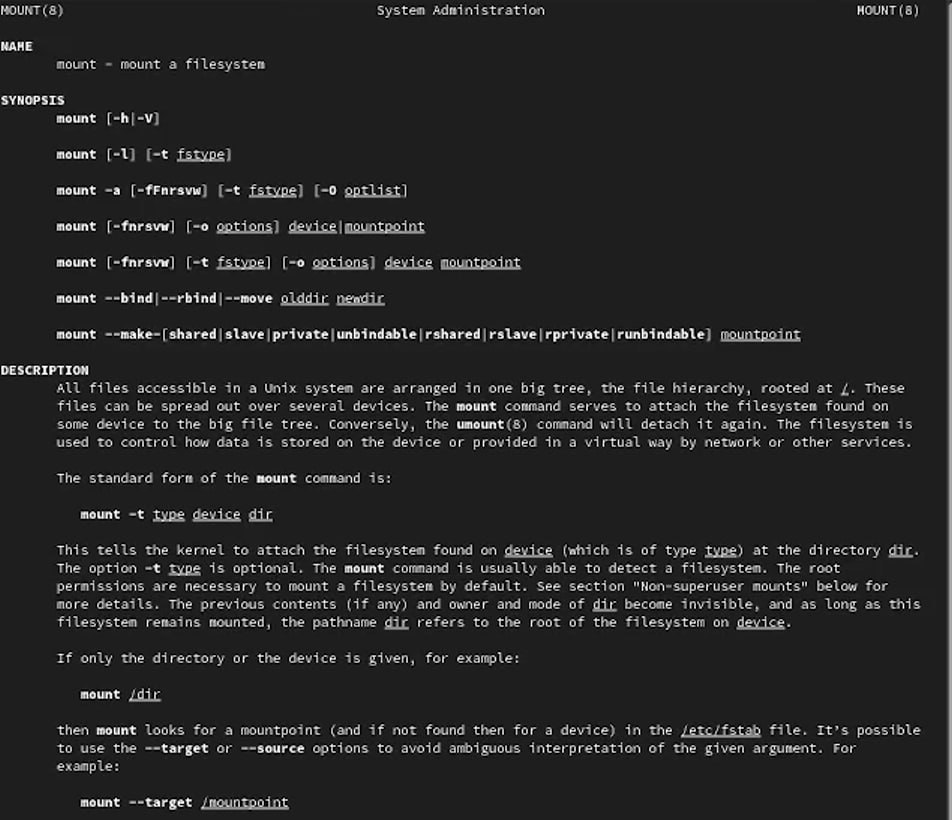 MOUNT(8) System Administration MOUNT(8)
NAME
mount - mount a filesystem
SYNOPSIS
mount [-h|-V]
mount [-l] [-t fstype]
mount -a [-fFnrsvw] [-t fstype] [-O optlist]
mount [-fnrsvw] [-o options] device|mountpoint
mount [-fnrsvw] [-t fstype] [-o options] device mountpoint
mount --bind|--rbind|--move olddir newdir
mount --make-[shared|slave|private|unbindable|rshared|rslave|rprivate|runbindable] mountpoint
DESCRIPTION
All files accessible in a Unix system are arranged in one big tree, the file hierarchy, rooted at /. These
files can be spread out over several devices. The mount command serves to attach the filesystem found on
some device to the big file tree. Conversely, the umount(8) command will detach it again. The filesystem is
used to control how data is stored on the device or provided in a virtual way by network or other services.
The standard form of the mount command is:
mount -t type device dir
This tells the kernel to attach the filesystem found on device (which is of type type) at the directory dir.
The option -t type is optional. The mount command is usually able to detect a filesystem. The root
permissions are necessary to mount a filesystem by default. See section "Non-superuser mounts" below for
more details. The previous contents (if any) and owner and mode of dir become invisible, and as long as this
filesystem remains mounted, the pathname dir refers to the root of the filesystem on device.
If only the directory or the device is given, for example:
mount /dir
then mount looks for a mountpoint (and if not found then for a device) in the /etc/fstab file. It's possible
to use the --target or --source options to avoid ambiguous interpretation of the given argument. For
example:
mount --target /mountpoint